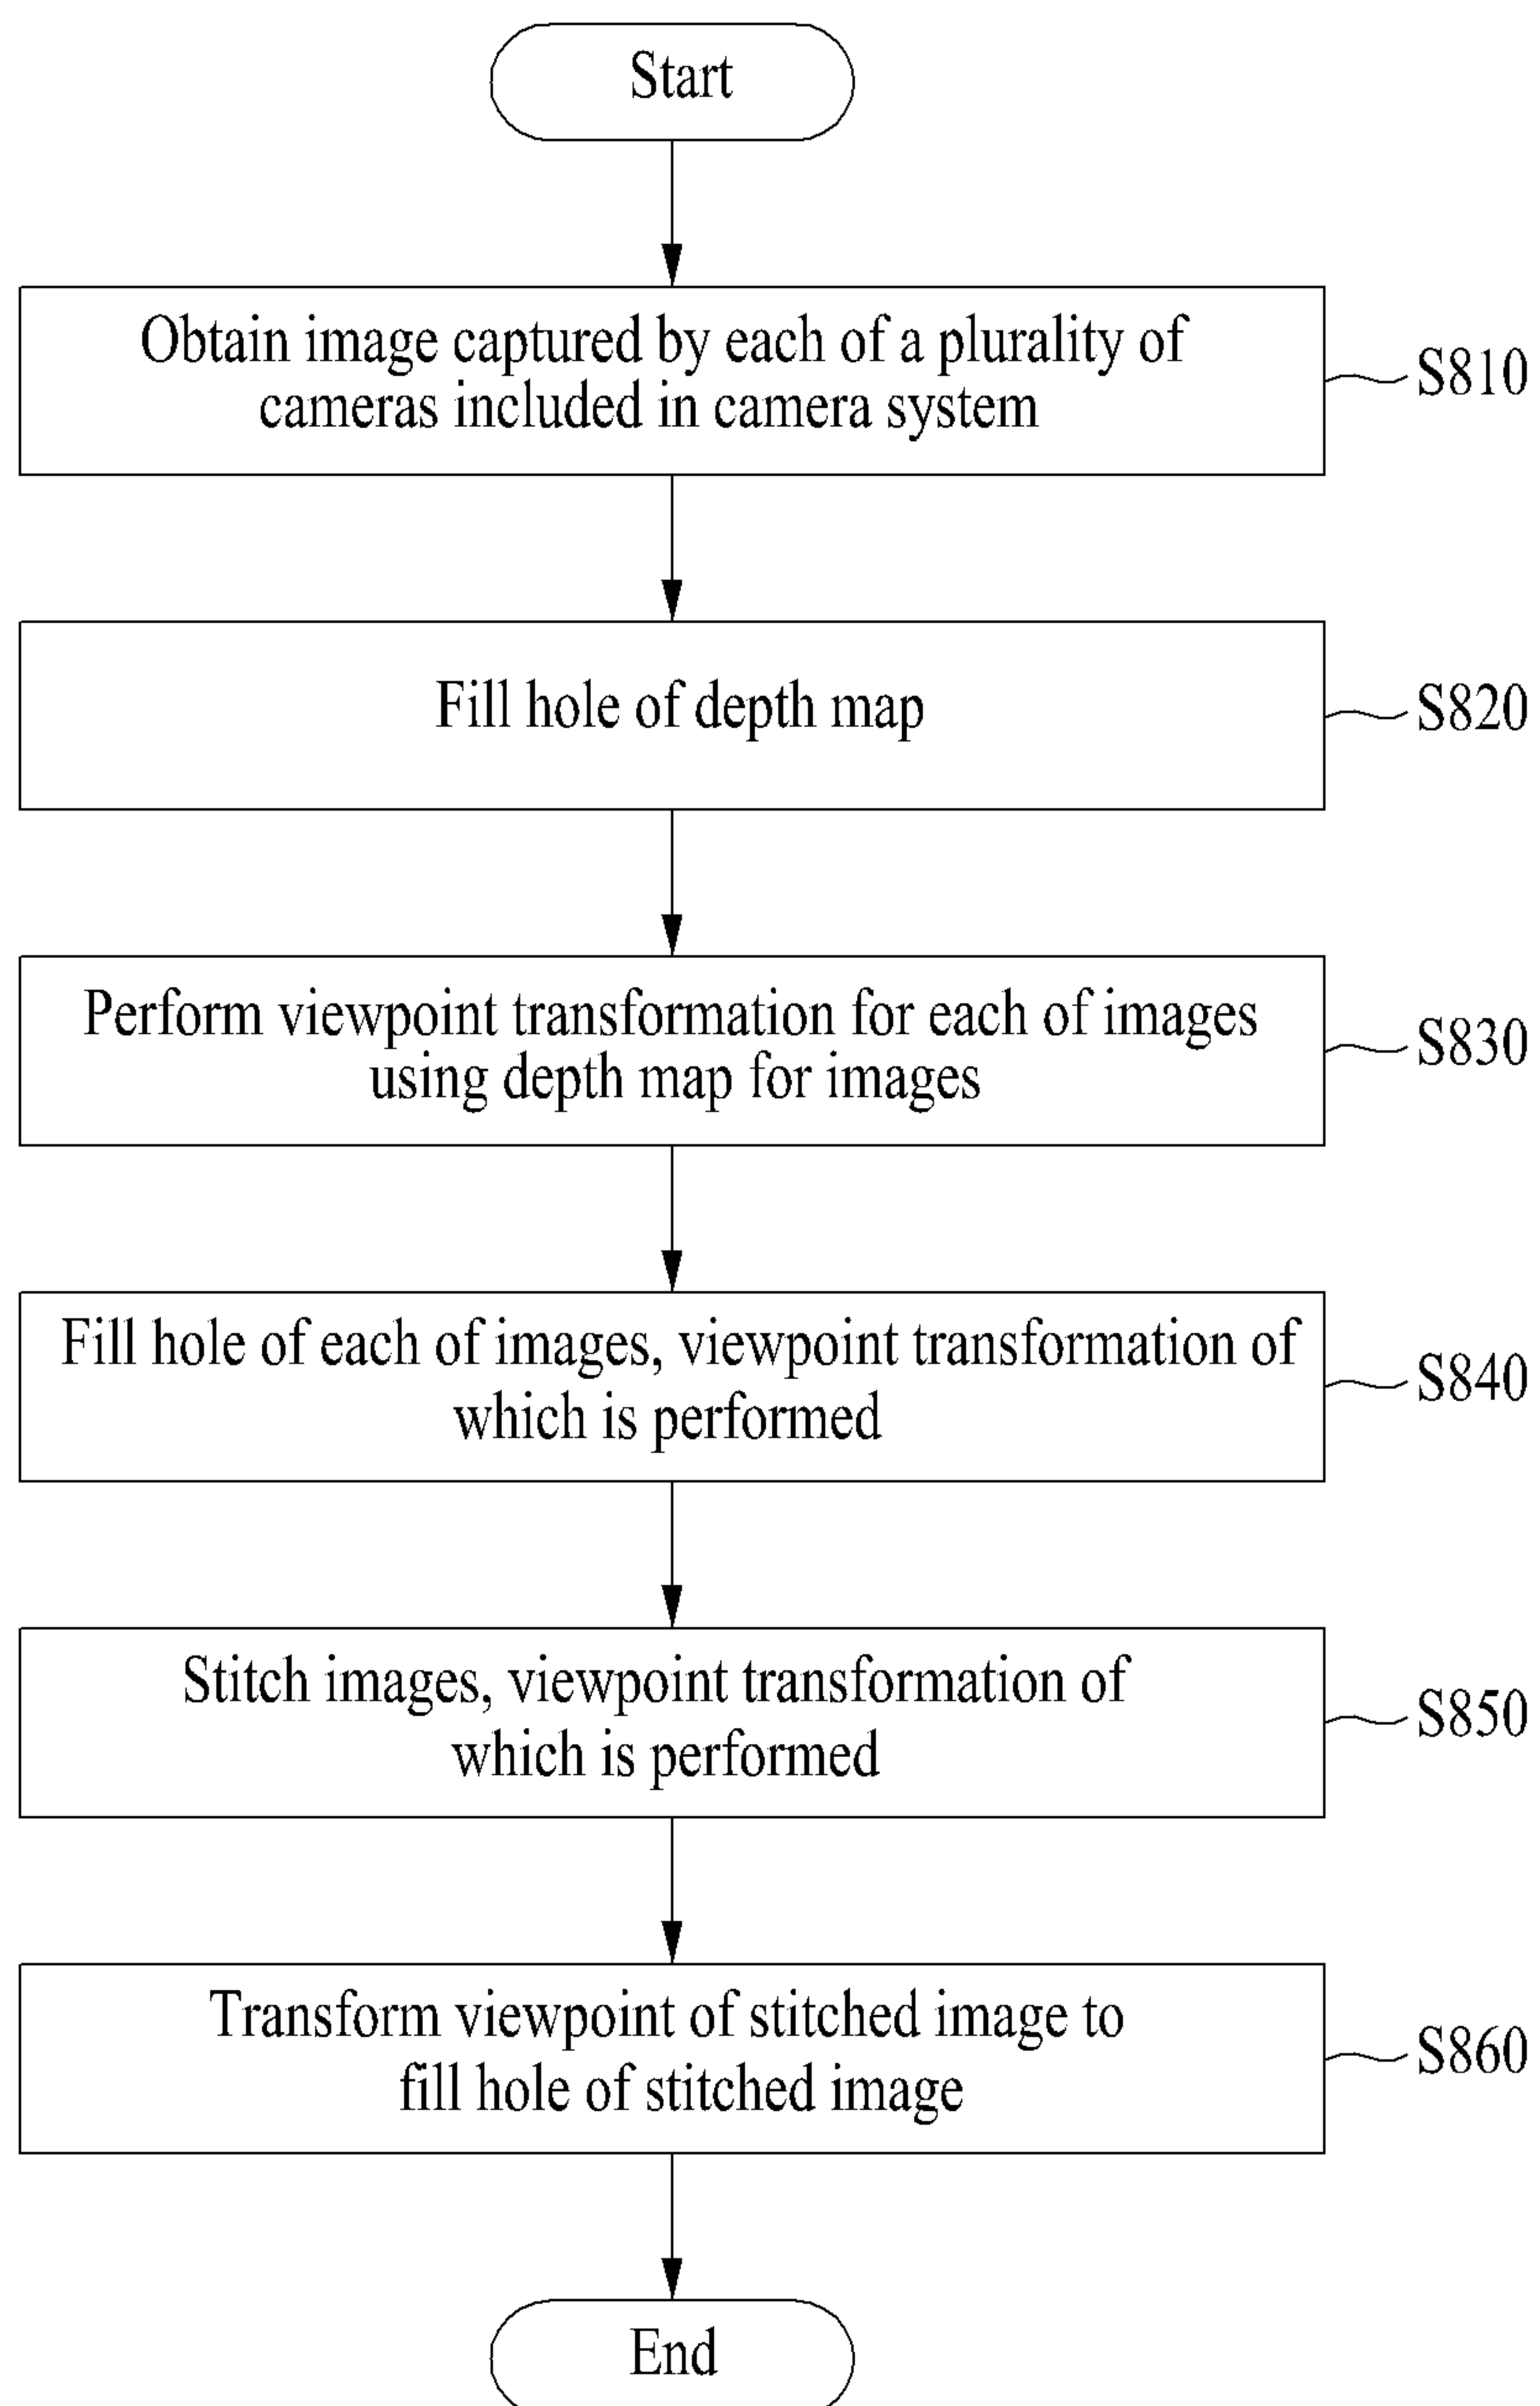 Start
Obtain image captured by each of a plurality of
cameras included in camera system
S810
Fill hole of depth map
S820
Perform viewpoint transformation for each of images
using depth map for images
S830
Fill hole of each of images, viewpoint transformation of
which is performed
S840
Stitch images, viewpoint transformation of
which is performed
S850
Transform viewpoint of stitched image to
fill hole of stitched image
S860
End